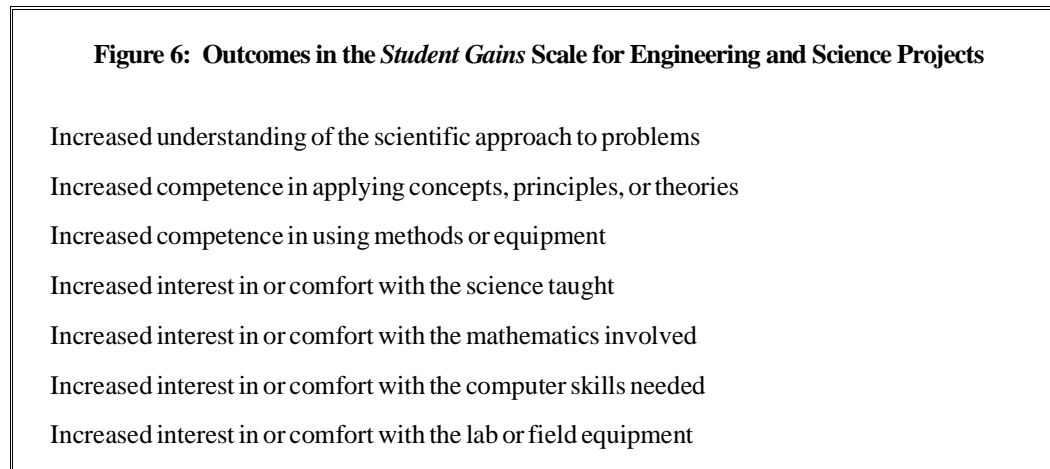 Figure 6: Outcomes in the Student Gains Scale for Engineering and Science Projects
Increased understanding of the scientific approach to problems
Increased competence in applying concepts, principles, or theories
Increased competence in using methods or equipment
Increased interest in or comfort with the science taught
Increased interest in or comfort with the mathematics involved
Increased interest in or comfort with the computer skills needed
Increased interest in or comfort with the lab or field equipment